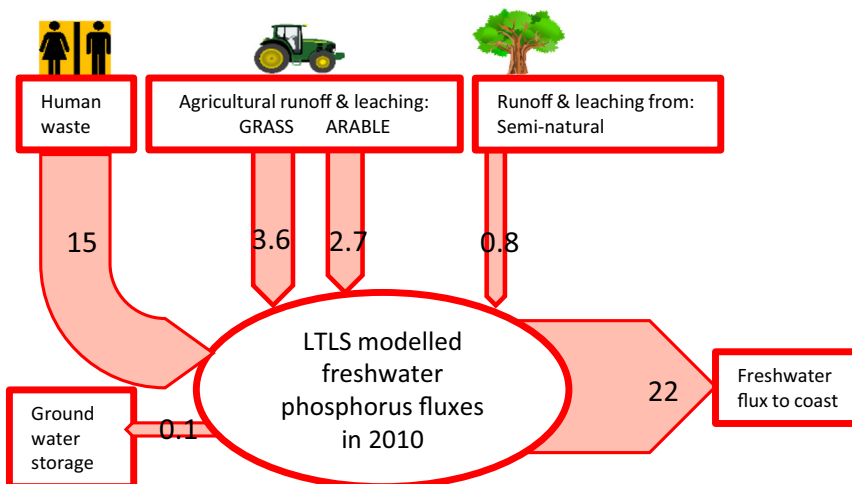 Human
waste
Agricultural runoff & leaching:
GRASS ARABLE
Runoff & leaching from:
Semi-natural
15
3.6
2.7
0.8
LTLS modelled
freshwater
phosphorus fluxes
in 2010
22
Freshwater
flux to coast
Ground
water
storage
0.1